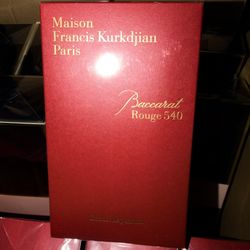 Maison
Francis Kurkdjian
Paris
Baccarat
Rouge 540